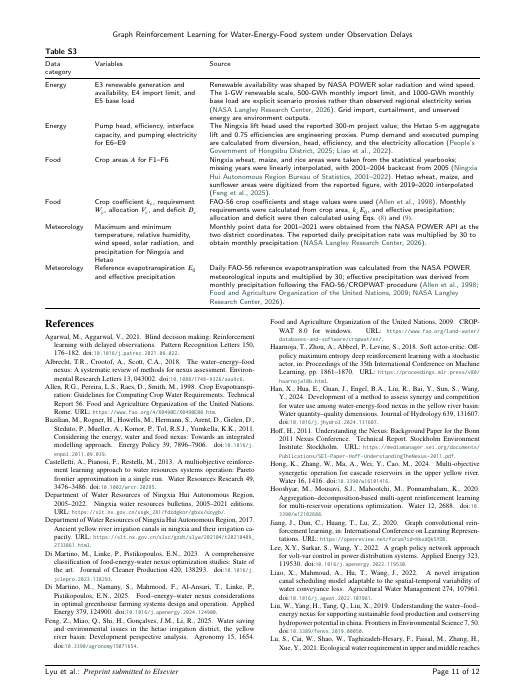 Graph Reinforcement Learning for Water-Energy-Food system under Observation Delays
Table S3
Data category Variables Source
Energy E3 renewable generation and availability, E4 import limit, and E5 base load Renewable availability was shaped by NASA POWER solar radiation and wind speed. The 1-GW renewable scale, 500-GWh monthly import limit, and 1000-GWh monthly base load are explicit scenario proxies rather than observed regional electricity series (NASA Langley Research Center, 2026). Grid import, curtailment, and unserved energy are environment outputs.
Energy Pump head, efficiency, interface capacity, and pumping electricity for E6–E9 The Ningxia lift head used the reported 300-m project value; the Hetao 5-m aggregate lift and 0.75 efficiencies are engineering proxies. Pump demand and executed pumping are calculated from diversion, head, efficiency, and the electricity allocation (People's Government of Hongsibu District, 2025; Liao et al., 2022).
Food Crop areas A for F1–F6 Ningxia wheat, maize, and rice areas were taken from the statistical yearbooks; missing years were linearly interpolated, with 2001–2004 backcast from 2005 (Ningxia Hui Autonomous Region Bureau of Statistics, 2001–2022). Hetao wheat, maize, and sunflower areas were digitized from the reported figure, with 2019–2020 interpolated (Feng et al., 2025).
Food Crop coefficient k_c, requirement W_r, allocation V_c, and deficit D_c FAO-56 crop coefficients and stage values were used (Allen et al., 1998). Monthly requirements were calculated from crop area, k_c E_0, and effective precipitation; allocation and deficit were then calculated using Eqs. (8) and (9).
Meteorology Maximum and minimum temperature, relative humidity, wind speed, solar radiation, and precipitation for Ningxia and Hetao Monthly point data for 2001–2021 were obtained from the NASA POWER API at the two district coordinates. The reported daily precipitation rate was multiplied by 30 to obtain monthly precipitation (NASA Langley Research Center, 2026).
Meteorology Reference evapotranspiration E_0 and effective precipitation Daily FAO-56 reference evapotranspiration was calculated from the NASA POWER meteorological inputs and multiplied by 30; effective precipitation was derived from monthly precipitation following the FAO-56/CROPWAT procedure (Allen et al., 1998; Food and Agriculture Organization of the United Nations, 2009; NASA Langley Research Center, 2026).
References
Agarwal, M., Aggarwal, V., 2021. Blind decision making: Reinforcement
learning with delayed observations. Pattern Recognition Letters 150,
176–182. doi:10.1016/j.patrec.2021.06.022.
Albrecht, T.R., Crootof, A., Scott, C.A., 2018. The water–energy–food
nexus: A systematic review of methods for nexus assessment. Environ-
mental Research Letters 13, 043002. doi:10.1088/1748-9326/aaa9c6.
Allen, R.G., Pereira, L.S., Raes, D., Smith, M., 1998. Crop Evapotranspi-
ration: Guidelines for Computing Crop Water Requirements. Technical
Report 56. Food and Agriculture Organization of the United Nations.
Rome. URL: https://www.fao.org/4/X0490E/X0490E00.htm.
Bazilian, M., Rogner, H., Howells, M., Hermann, S., Arent, D., Gielen, D.,
Steduto, P., Mueller, A., Komor, P., Tol, R.S.J., Yumkella, K.K., 2011.
Considering the energy, water and food nexus: Towards an integrated
modelling approach. Energy Policy 39, 7896–7906. doi:10.1016/j.
enpol.2011.09.039.
Castelletti, A., Pianosi, F., Restelli, M., 2013. A multiobjective reinforce-
ment learning approach to water resources systems operation: Pareto
frontier approximation in a single run. Water Resources Research 49,
3476–3486. doi:10.1002/wrcr.20295.
Department of Water Resources of Ningxia Hui Autonomous Region,
2005–2022. Ningxia water resources bulletins, 2005–2021 editions.
Department of Water Resources of Ningxia Hui Autonomous Region, 2017.
Ancient yellow river irrigation canals in ningxia and their irrigation ca-
pacity.
Di Martino, M., Linke, P., Pistikopoulos, E.N., 2023. A comprehensive
classification of food-energy-water nexus optimization studies: State of
the art. Journal of Cleaner Production 420, 138293. doi:10.1016/j.
jclepro.2023.138293.
Di Martino, M., Namany, S., Mahmood, F., Al-Ansari, T., Linke, P.,
Pistikopoulos, E.N., 2025. Food–energy–water nexus considerations
in optimal greenhouse farming systems design and operation. Applied
Energy 379, 124900. doi:10.1016/j.apenergy.2024.124900.
Feng, Z., Miao, Q., Shi, H., Gonçalves, J.M., Li, R., 2025. Water saving
and environmental issues in the hetao irrigation district, the yellow
river basin: Development perspective analysis. Agronomy 15, 1654.
doi:10.3390/agronomy15071654.
Food and Agriculture Organization of the United Nations, 2009. CROP-
WAT 8.0 for windows. URL: https://www.fao.org/land-water/
databases-and-software/cropwat/en/.
Haarnoja, T., Zhou, A., Abbeel, P., Levine, S., 2018. Soft actor-critic: Off-
policy maximum entropy deep reinforcement learning with a stochastic
actor, in: Proceedings of the 35th International Conference on Machine
Learning, pp. 1861–1870. URL: https://proceedings.mlr.press/v80/
haarnoja18b.html.
Han, X., Hua, E., Guan, J., Engel, B.A., Liu, R., Bai, Y., Sun, S., Wang,
Y., 2024. Development of a method to assess synergy and competition
for water use among water-energy-food nexus in the yellow river basin:
Water quantity–quality dimensions. Journal of Hydrology 639, 131607.
doi:10.1016/j.jhydrol.2024.131607.
Hoff, H., 2011. Understanding the Nexus: Background Paper for the Bonn
2011 Nexus Conference. Technical Report. Stockholm Environment
Institute. Stockholm. URL: https://mediamanager.sei.org/documents/
Publications/SEI-Paper-Hoff-UnderstandingTheNexus-2011.pdf.
Hong, K., Zhang, W., Ma, A., Wei, Y., Cao, M., 2024. Multi-objective
synergetic operation for cascade reservoirs in the upper yellow river.
Water 16, 1416. doi:10.3390/w16101416.
Hooshyar, M., Mousavi, S.J., Mahootchi, M., Ponnambalam, K., 2020.
Aggregation–decomposition-based multi-agent reinforcement learning
for multi-reservoir operations optimization. Water 12, 2688. doi:10.
3390/w12102688.
Jiang, J., Dun, C., Huang, T., Lu, Z., 2020. Graph convolutional rein-
forcement learning, in: International Conference on Learning Represen-
tations. URL: https://openreview.net/forum?id=HkxdQkSYDB.
Lee, X.Y., Sarkar, S., Wang, Y., 2022. A graph policy network approach
for volt-var control in power distribution systems. Applied Energy 323,
119530. doi:10.1016/j.apenergy.2022.119530.
Liao, X., Mahmoud, A., Hu, T., Wang, J., 2022. A novel irrigation
canal scheduling model adaptable to the spatial-temporal variability of
water conveyance loss. Agricultural Water Management 274, 107961.
doi:10.1016/j.agwat.2022.107961.
Liu, W., Yang, H., Tang, Q., Liu, X., 2019. Understanding the water–food–
energy nexus for supporting sustainable food production and conserving
hydropower potential in china. Frontiers in Environmental Science 7, 50.
doi:10.3389/fenvs.2019.00050.
Lu, S., Cai, W., Shao, W., Taghizadeh-Hesary, F., Faisal, M., Zhang, H.,
Xue, Y., 2021. Ecological water requirement in upper and middle reaches
Lyu et al.: Preprint submitted to Elsevier
Page 11 of 12